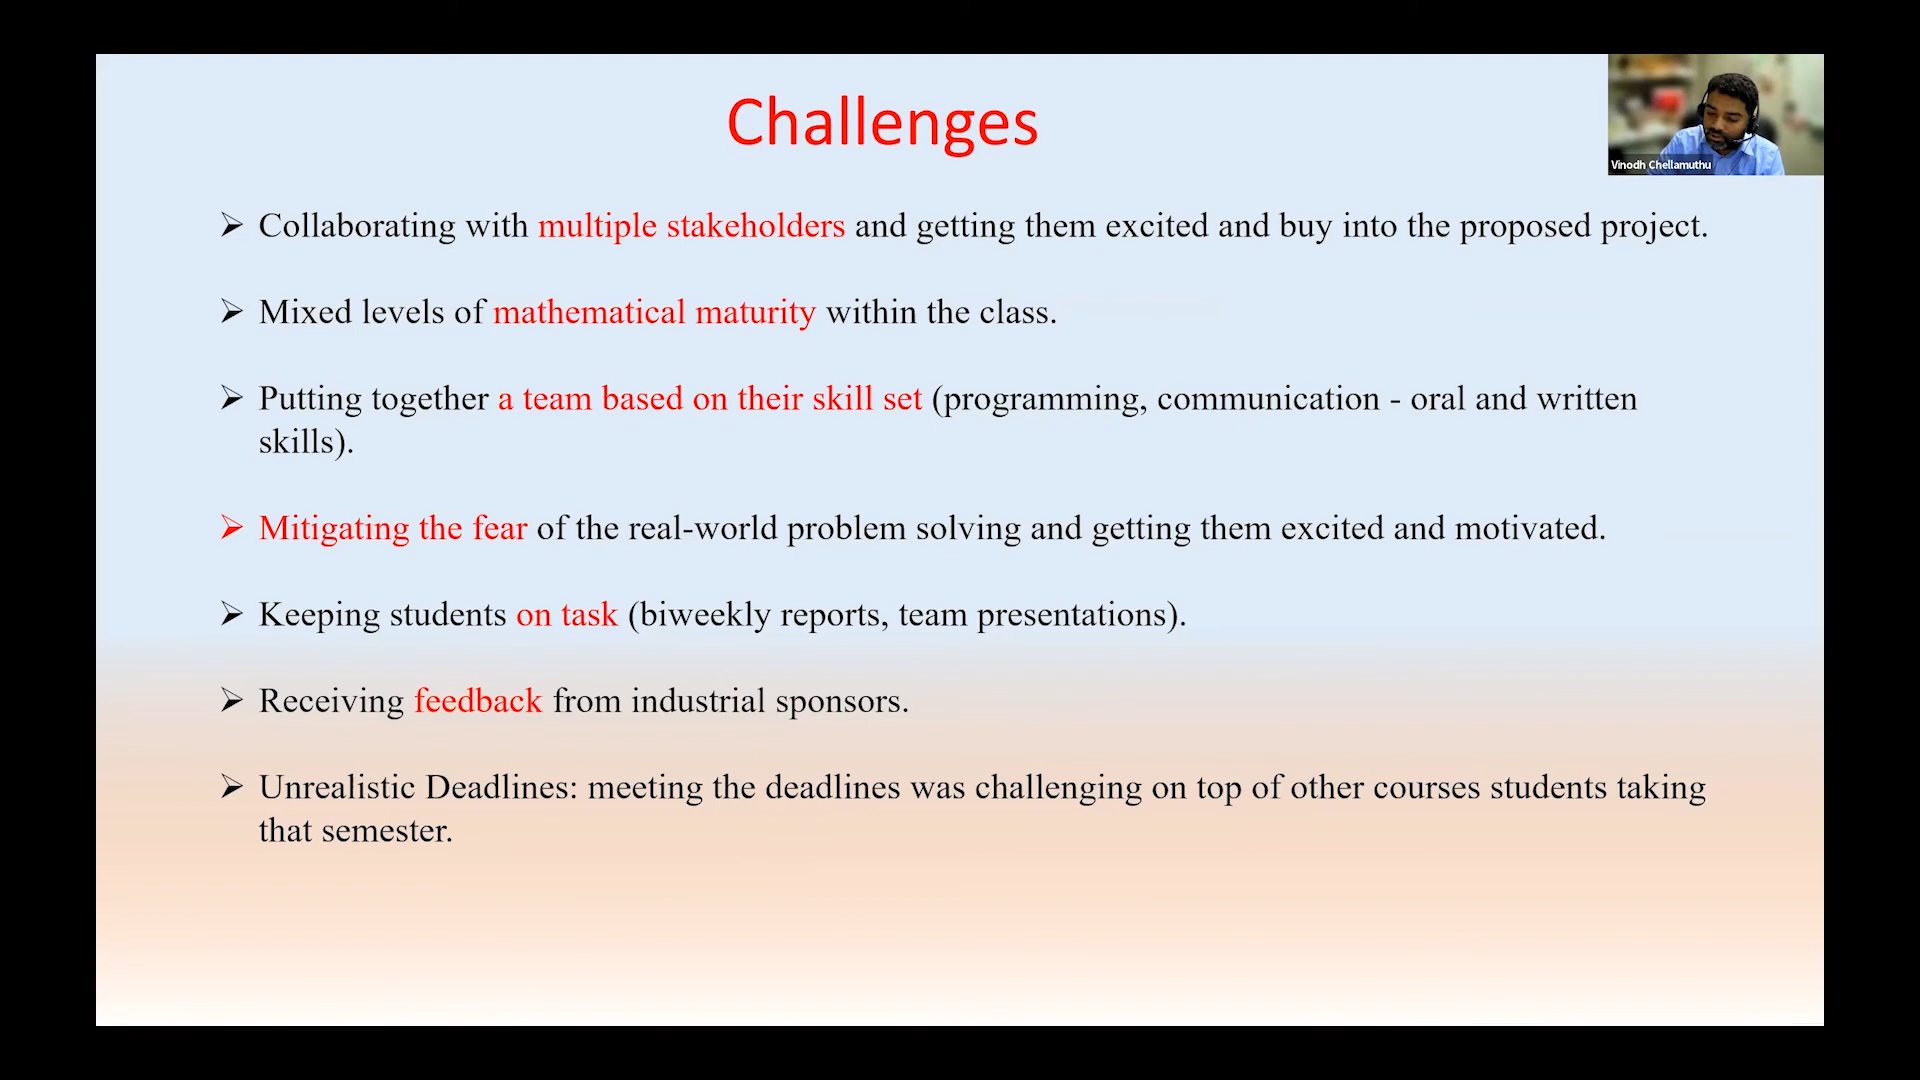 Challenges
Vinodh Chellamuthu
➢ Collaborating with multiple stakeholders and getting them excited and buy into the proposed project.
➢ Mixed levels of mathematical maturity within the class.
➢ Putting together a team based on their skill set (programming, communication - oral and written
skills).
➢ Mitigating the fear of the real-world problem solving and getting them excited and motivated.
➢ Keeping students on task (biweekly reports, team presentations).
➢ Receiving feedback from industrial sponsors.
➢ Unrealistic Deadlines: meeting the deadlines was challenging on top of other courses students taking
that semester.